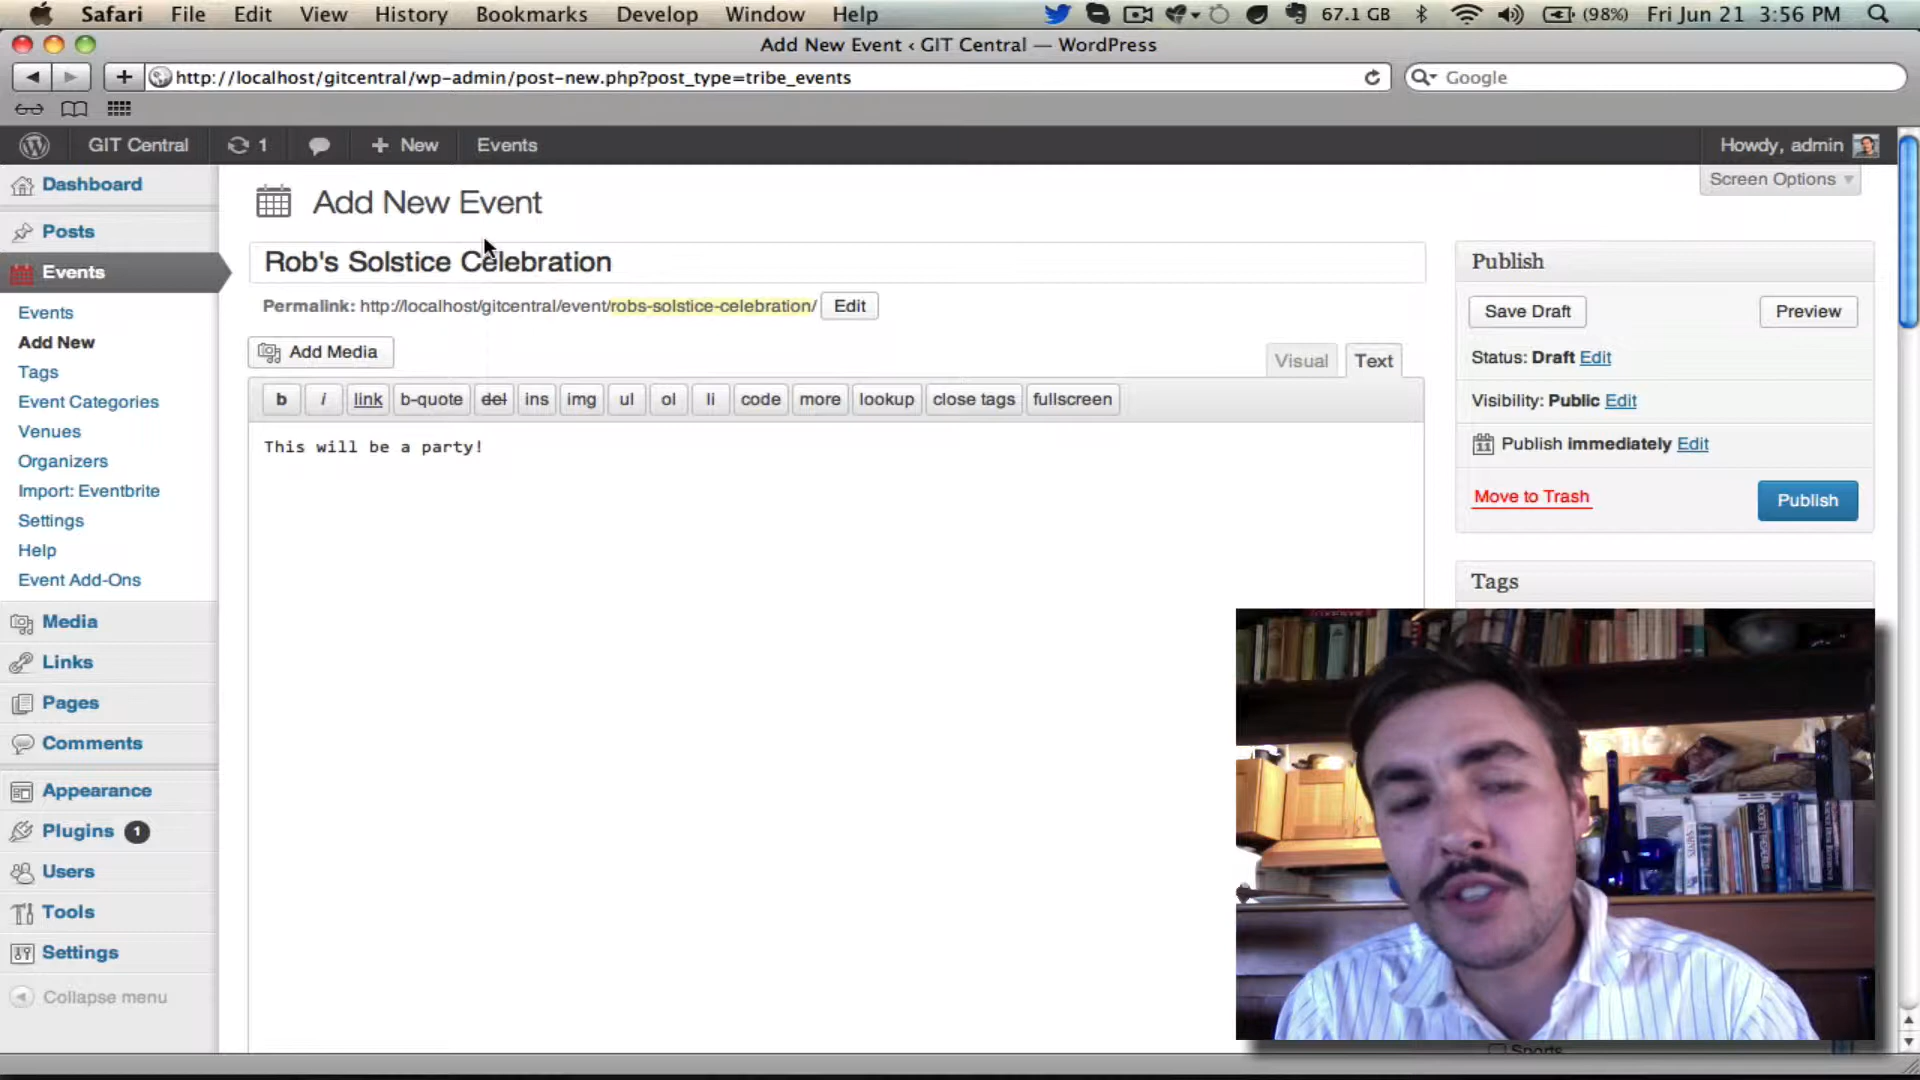 Safari File Edit View History Bookmarks Develop Window Help 67.1 GB (98%) Fri Jun 21 3:56 PM
Add New Event ‹ GIT Central — WordPress
http://localhost/gitcentral/wp-admin/post-new.php?post_type=tribe_events
Google
GIT Central 1 + New Events Howdy, admin
Screen Options
Dashboard
Posts
Events
Events
Add New
Tags
Event Categories
Venues
Organizers
Import: Eventbrite
Settings
Help
Event Add-Ons
Media
Links
Pages
Comments
Appearance
Plugins 1
Users
Tools
Settings
Collapse menu
Add New Event
Rob's Solstice Celebration
Permalink: http://localhost/gitcentral/event/robs-solstice-celebration/ Edit
Add Media
Visual Text
b i link b-quote del ins img ul ol li code more lookup close tags fullscreen
This will be a party!
Publish
Save Draft Preview
Status: Draft Edit
Visibility: Public Edit
11 Publish immediately Edit
Move to Trash Publish
Tags
Sports